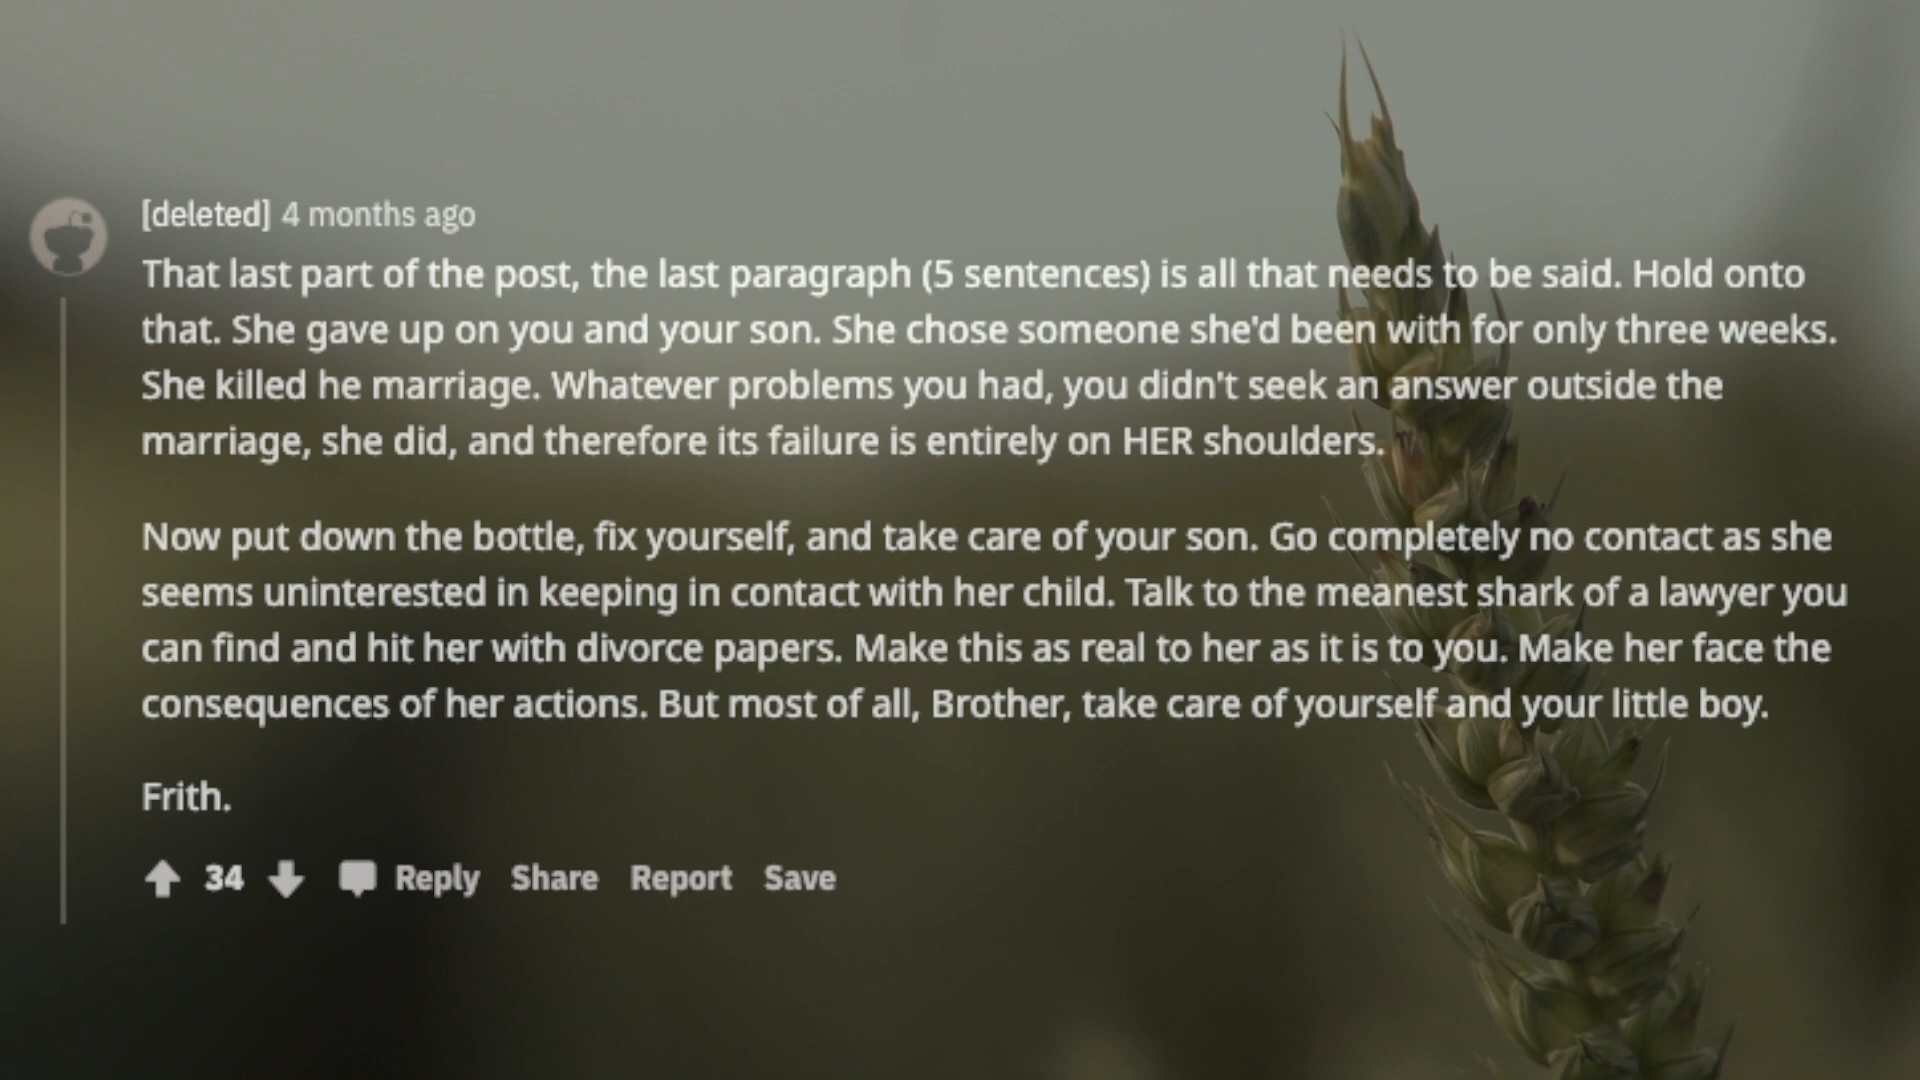 [deleted] 4 months ago
That last part of the post, the last paragraph (5 sentences) is all that needs to be said. Hold onto
that. She gave up on you and your son. She chose someone she'd been with for only three weeks.
She killed he marriage. Whatever problems you had, you didn't seek an answer outside the
marriage, she did, and therefore its failure is entirely on HER shoulders.
Now put down the bottle, fix yourself, and take care of your son. Go completely no contact as she
seems uninterested in keeping in contact with her child. Talk to the meanest shark of a lawyer you
can find and hit her with divorce papers. Make this as real to her as it is to you. Make her face the
consequences of her actions. But most of all, Brother, take care of yourself and your little boy.
Frith.
34 Reply Share Report Save